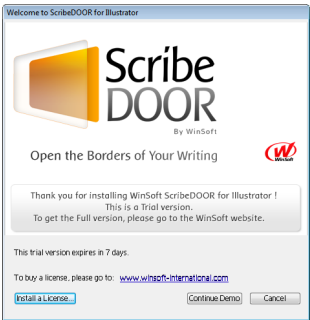 Welcome to ScribeDOOR for Illustrator
Scribe
DOOR
By WinSoft
Open the Borders of Your Writing
WinSoft
Thank you for installing WinSoft ScribeDOOR for Illustrator !
This is a Trial version.
To get the Full version, please go to the WinSoft website.
This trial version expires in 7 days.
To buy a license, please go to: www.winsoft-international.com
Install a License...
Continue Demo
Cancel